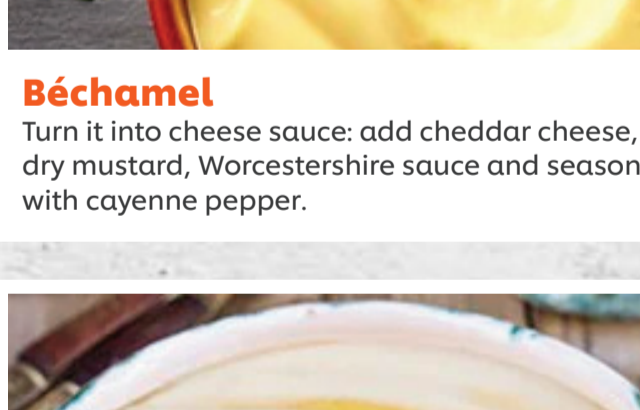 Béchamel
Turn it into cheese sauce: add cheddar cheese,
dry mustard, Worcestershire sauce and season
with cayenne pepper.